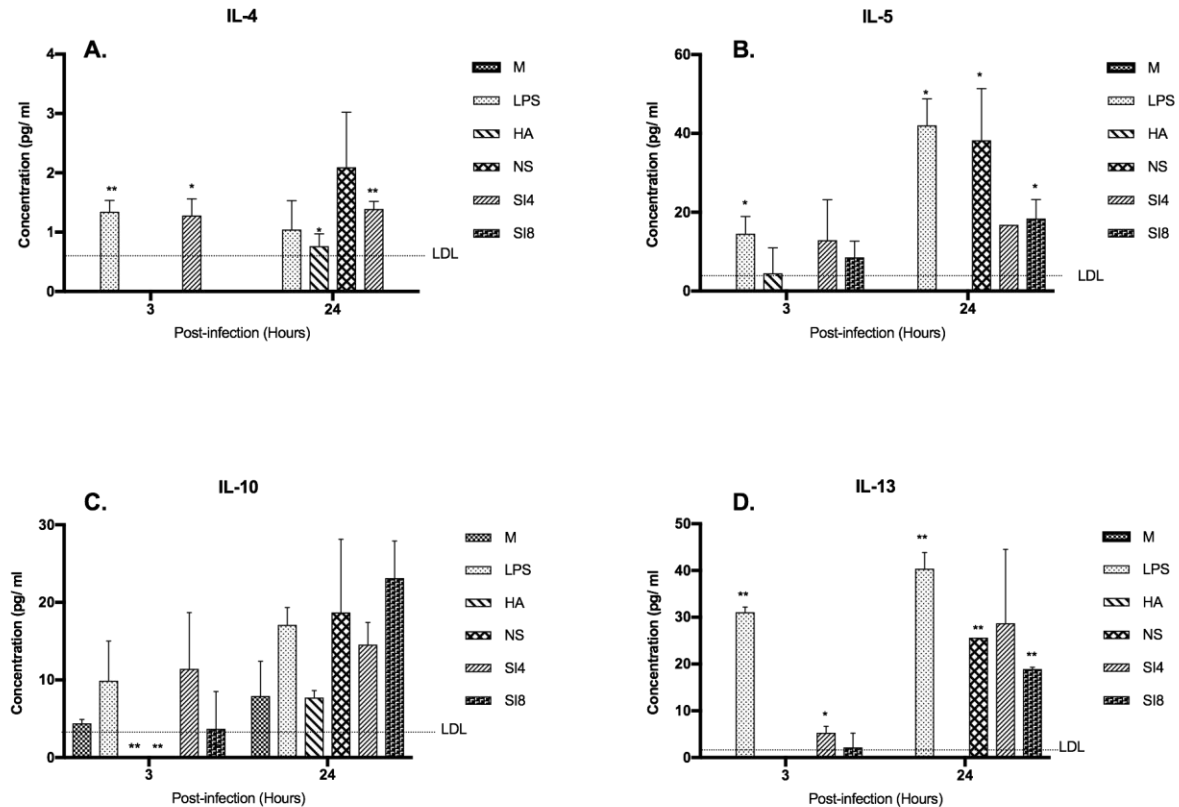 IL-4
A.
4
3
2
1
0
Concentration (pg/ ml)
** * * **
LDL
3 24
Post-infection (Hours)
M
LPS
HA
NS
SI4
SI8
IL-5
B.
60
40
20
0
Concentration (pg/ ml)
* * * *
LDL
3 24
Post-infection (Hours)
M
LPS
HA
NS
SI4
SI8
IL-10
C.
30
20
10
0
Concentration (pg/ ml)
** **
LDL
3 24
Post-infection (Hours)
M
LPS
HA
NS
SI4
SI8
IL-13
D.
50
40
30
20
10
0
Concentration (pg/ ml)
** * ** ** **
LDL
3 24
Post-infection (Hours)
M
LPS
HA
NS
SI4
SI8